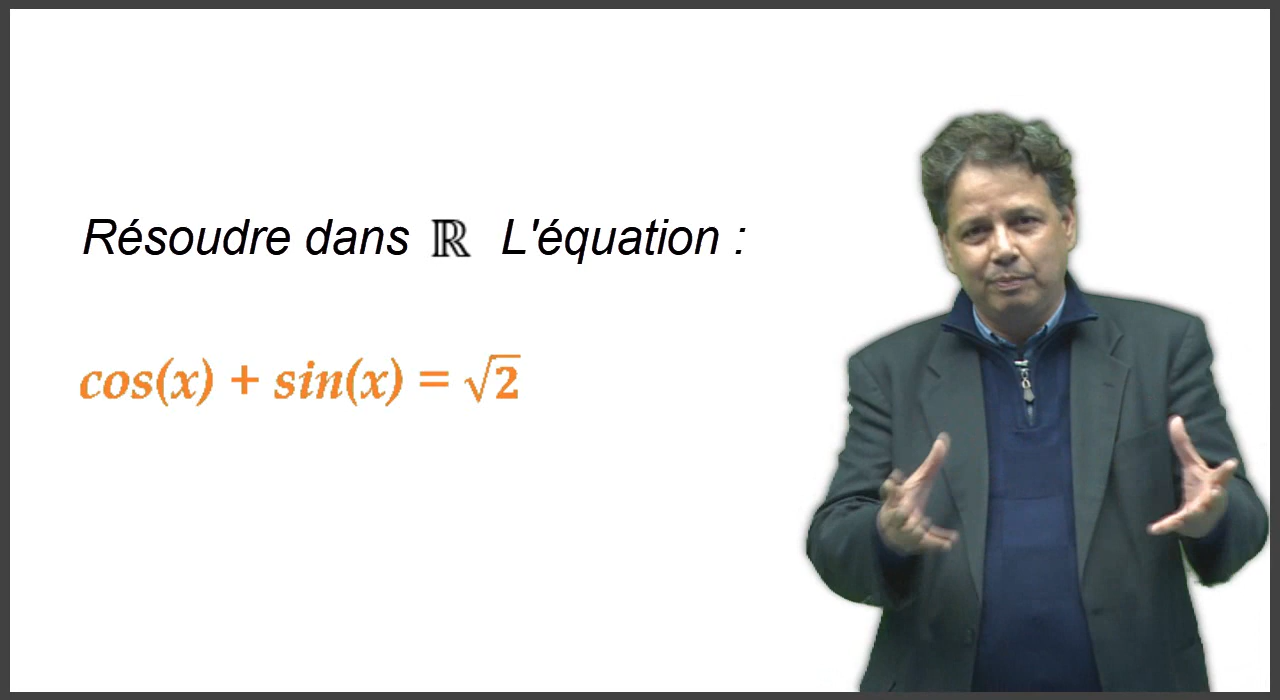 Résoudre dans ℝ L'équation :
cos(x) + sin(x) = √2